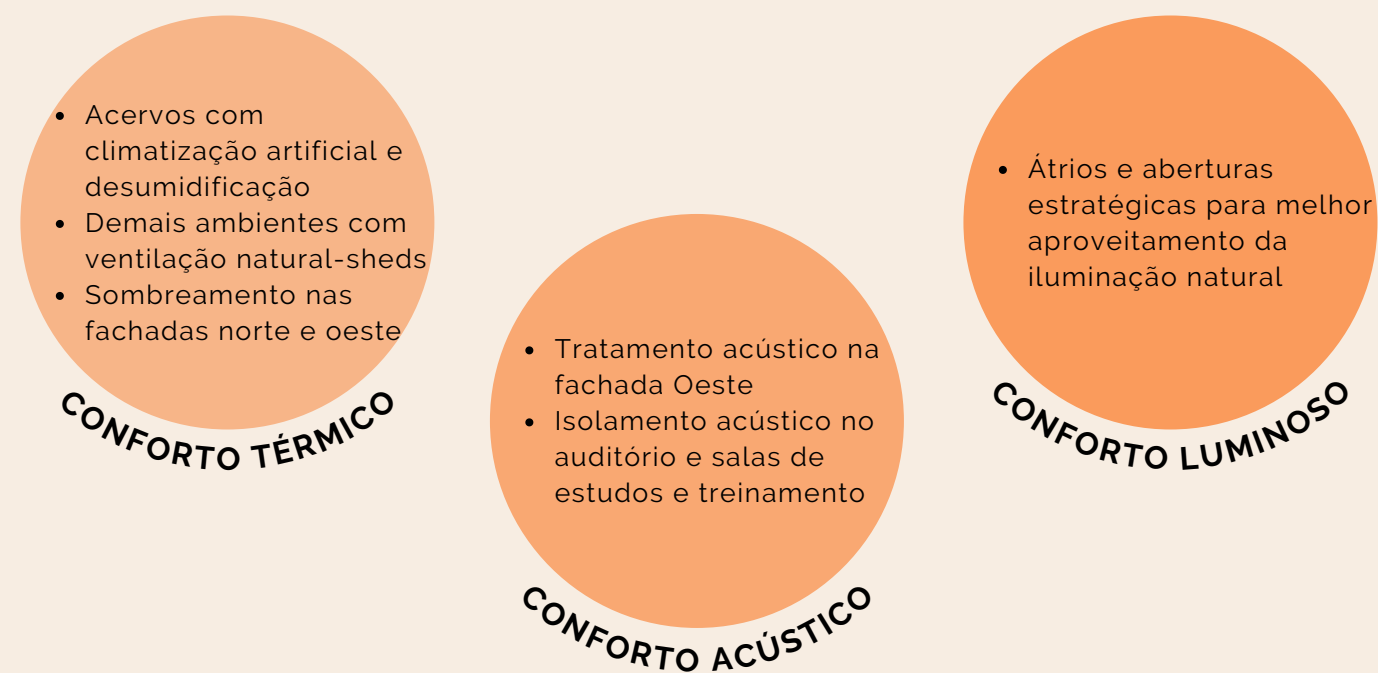 • Acervos com
climatização artificial e
desumidificação
• Demais ambientes com
ventilação natural-sheds
• Sombreamento nas
fachadas norte e oeste
CONFORTO TÉRMICO
• Tratamento acústico na
fachada Oeste
• Isolamento acústico no
auditório e salas de
estudos e treinamento
CONFORTO ACÚSTICO
• Átrios e aberturas
estratégicas para melhor
aproveitamento da
iluminação natural
CONFORTO LUMINOSO